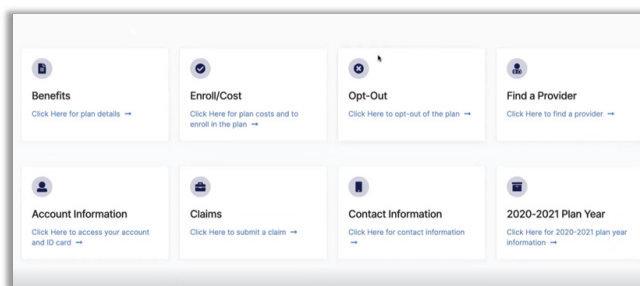 Benefits
Click Here for plan details →
Enroll/Cost
Click Here for plan costs and to
enroll in the plan →
Opt-Out
Click Here to opt-out of the plan →
Find a Provider
Click Here to find a provider →
Account Information
Click Here to access your account
and ID card →
Claims
Click Here to submit a claim →
Contact Information
Click Here for contact information
→
2020-2021 Plan Year
Click Here for 2020-2021 plan year
information →